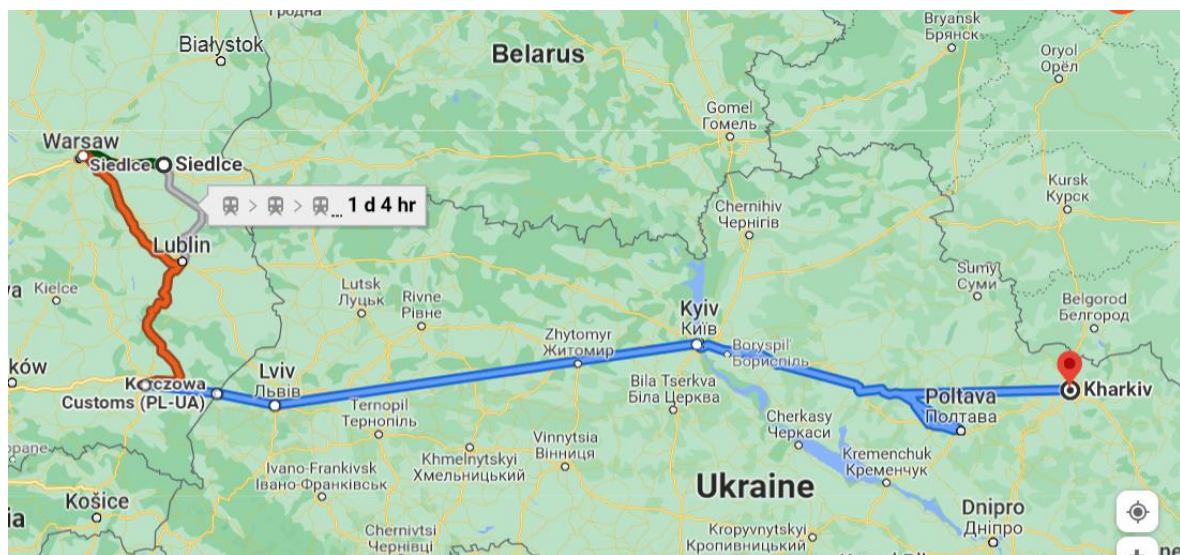 Гродна
Białystok
Belarus
Bryansk
Брянск
Oryol
Орёл
Gomel
Гомель
Warsaw
Siedlce
Siedlce
> > ... 1 d 4 hr
Kursk
Курск
Chernihiv
Чернігів
Lublin
Kielce
Lutsk
Луцьк
Rivne
Рівне
Sumy
Суми
Belgorod
Белгород
Kyiv
Київ
Zhytomyr
Житомир
Boryspil'
Бориспіль
ków
Korczowa
Customs (PL-UA)
Lviv
Львів
Bila Tserkva
Біла Церква
Poltava
Полтава
Kharkiv
Ternopil
Тернопіль
Cherkasy
Черкаси
Khmelnytskyi
Хмельницький
Vinnytsia
Вінниця
Kremenchuk
Кременчук
Ivano-Frankivsk
Івано-Франківськ
Ukraine
Košice
Dnipro
Дніпро
Chernivtsi
Чернівці
Kropyvnytskyi
Кропивницький